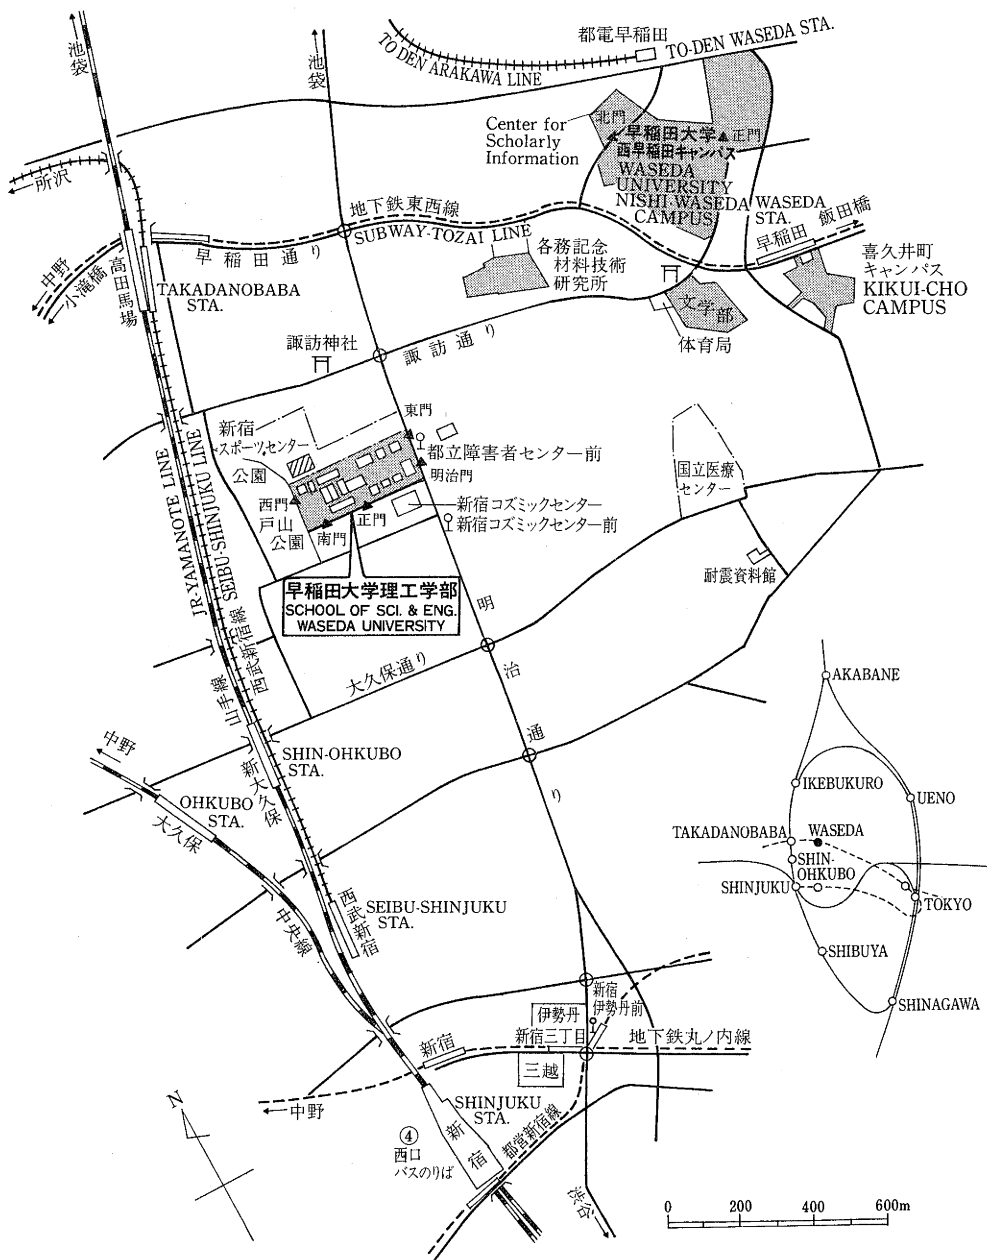 池袋
池袋
都電早稲田
TO-DEN WASEDA STA.
TO DEN ARAKAWA LINE
北門
早稲田大学
正門
西早稲田キャンパス
WASEDA
UNIVERSITY
NISHI WASEDA
CAMPUS
Center for
Scholarly
Information
所沢
地下鉄東西線
SUBWAY-TOZAI LINE
早稲田通り
WASEDA
STA.
早稲田
飯田橋
喜久井町
キャンパス
KIKUI-CHO
CAMPUS
各務記念
材料技術
研究所
中野
小滝橋
高田馬場
TAKADANOBABA
STA.
文学部
体育局
諏訪神社
諏訪通り
東門
新宿
スポーツセンター
公園
都立障害者センター前
明治門
西門
戸山
公園
南門
正門
新宿コズミックセンター
新宿コズミックセンター前
国立医療
センター
耐震資料館
早稲田大学理工学部
SCHOOL OF SCI. & ENG.
WASEDA UNIVERSITY
JR-YAMANOTE LINE
SEIBU-SHINJUKU LINE
山手線
西武新宿線
明治通り
大久保通り
中野
SHIN-OHKUBO
STA.
新大久保
OHKUBO
STA.
大久保
中央線
西武新宿
SEIBU-SHINJUKU
STA.
新宿
伊勢丹前
伊勢丹
新宿三丁目
地下鉄丸ノ内線
新宿
三越
中野
SHINJUKU
STA.
新宿
都営新宿線
④
西口
バスのりば
渋谷
N
AKABANE
IKEBUKURO
UENO
TAKADANOBABA
WASEDA
SHIN-
OHKUBO
SHINJUKU
TOKYO
SHIBUYA
SHINAGAWA
0 200 400 600m